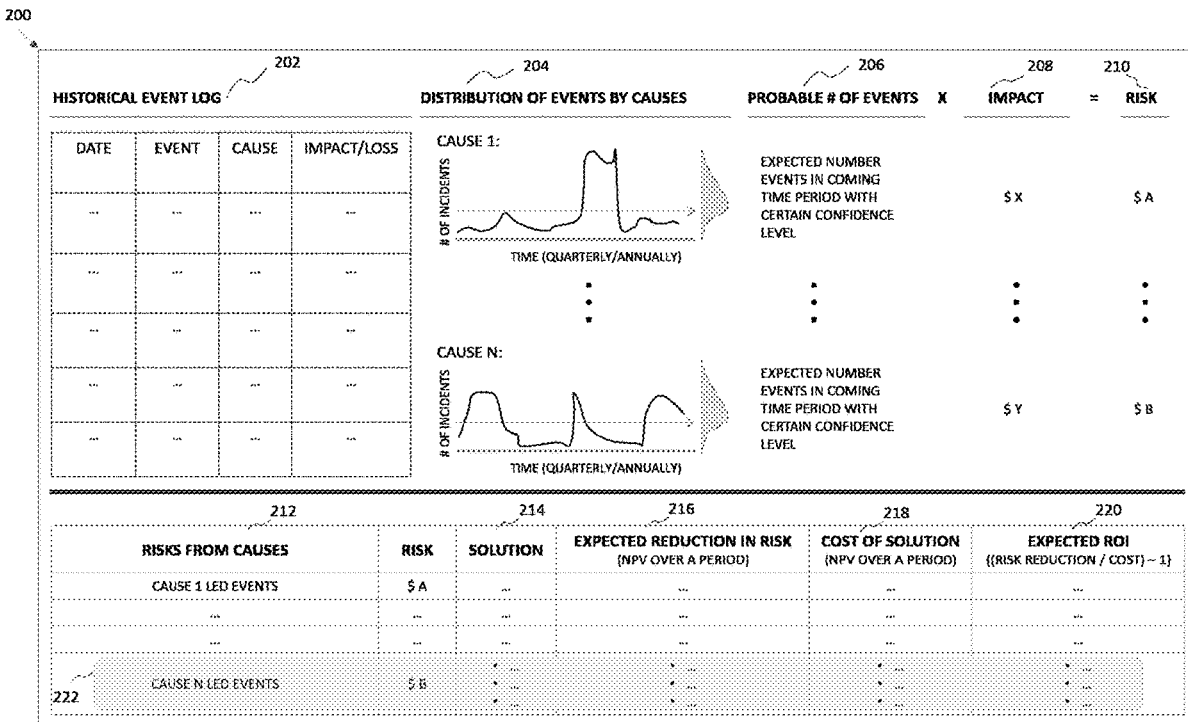 200
202
204
206
208
210
HISTORICAL EVENT LOG
DISTRIBUTION OF EVENTS BY CAUSES
PROBABLE # OF EVENTS X IMPACT = RISK
DATE EVENT CAUSE IMPACT/LOSS
... ... ... ...
... ... ... ...
... ... ... ...
... ... ... ...
... ... ... ...
CAUSE 1:
# OF INCIDENTS
TIME (QUARTERLY/ANNUALLY)
EXPECTED NUMBER
EVENTS IN COMING
TIME PERIOD WITH
CERTAIN CONFIDENCE
LEVEL
$ X
$ A
CAUSE N:
# OF INCIDENTS
TIME (QUARTERLY/ANNUALLY)
EXPECTED NUMBER
EVENTS IN COMING
TIME PERIOD WITH
CERTAIN CONFIDENCE
LEVEL
$ Y
$ B
212
214
216
218
220
RISKS FROM CAUSES
RISK
SOLUTION
EXPECTED REDUCTION IN RISK
(NPV OVER A PERIOD)
COST OF SOLUTION
(NPV OVER A PERIOD)
EXPECTED ROI
{(RISK REDUCTION / COST) – 1}
CAUSE 1 LED EVENTS $ A ... ... ... ...
... ... ... ... ...
... ... ... ... ...
222
CAUSE N LED EVENTS $ B
• ... • ... • ... • ...
• ... • ... • ... • ...
• ... • ... • ... • ...